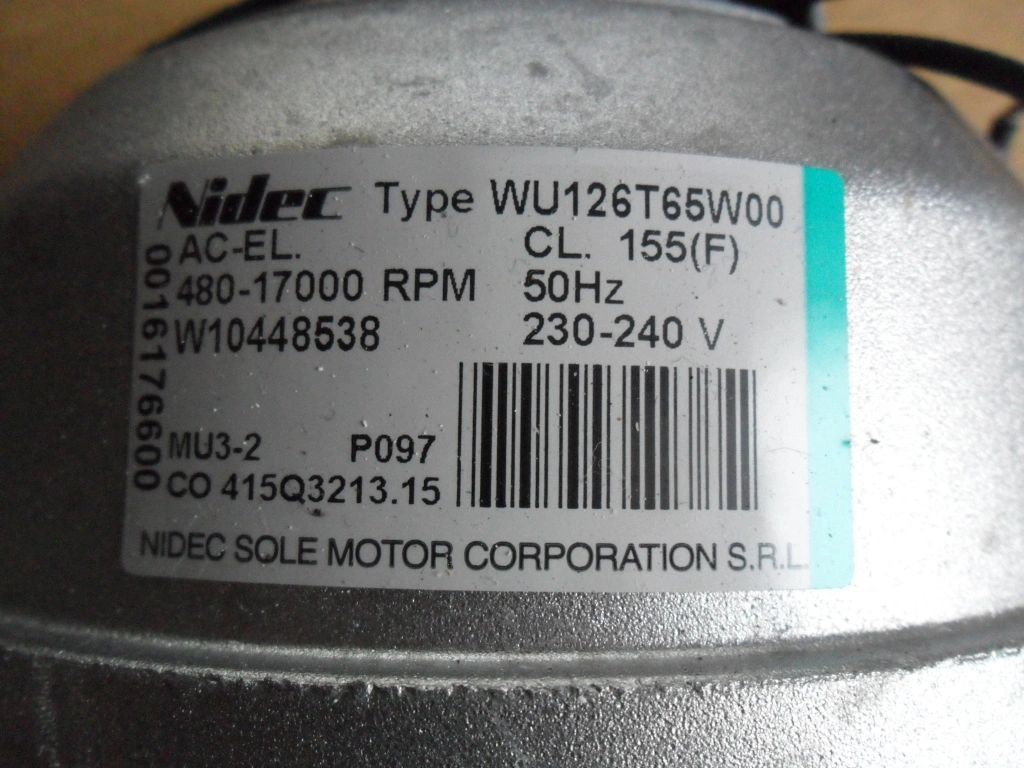 Nidec Type WU126T65W00
AC-EL. CL. 155(F)
480-17000 RPM 50Hz
W10448538 230-240 V
0016176600
MU3-2 P097
CO 415Q3213.15
NIDEC SOLE MOTOR CORPORATION S.R.L.